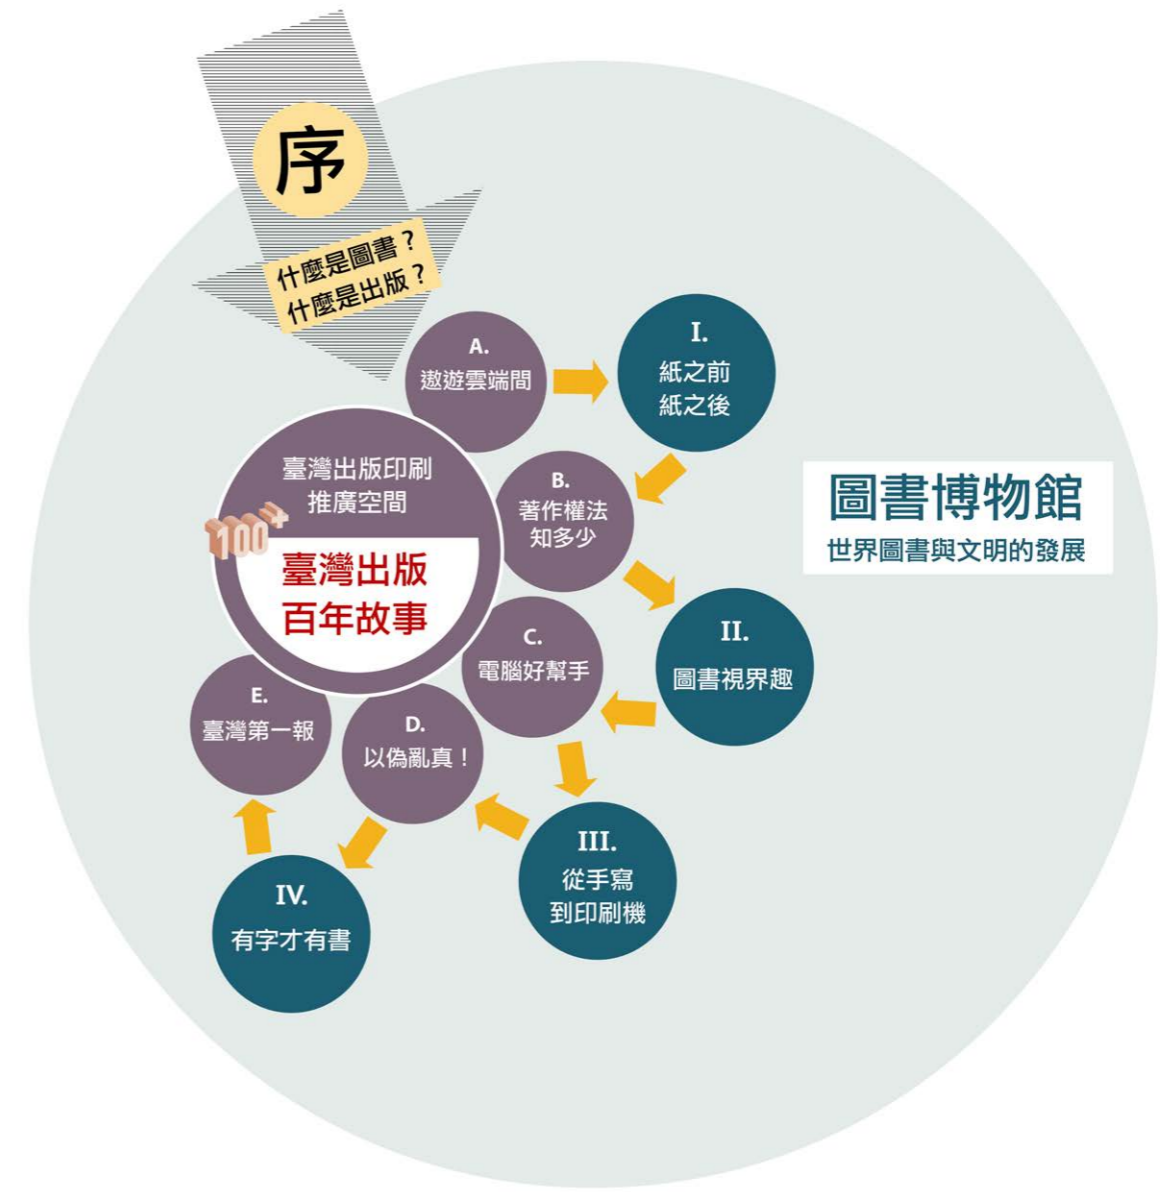 序
什麼是圖書？
什麼是出版？
A.
遨遊雲端間
I.
紙之前
紙之後
臺灣出版印刷
推廣空間
100+
臺灣出版
百年故事
B.
著作權法
知多少
圖書博物館
世界圖書與文明的發展
II.
圖書視界趣
C.
電腦好幫手
III.
從手寫
到印刷機
D.
以偽亂真！
IV.
有字才有書
E.
臺灣第一報